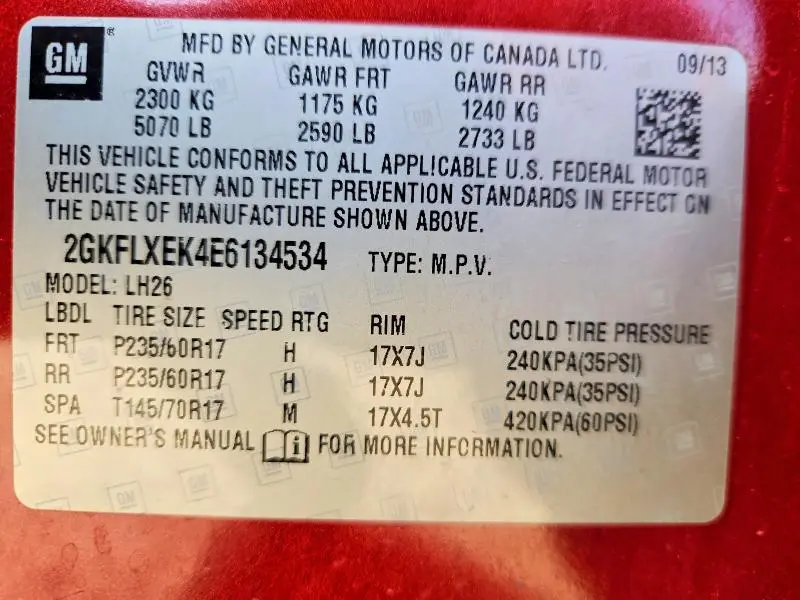 GM ®
MFD BY GENERAL MOTORS OF CANADA LTD. 09/13
GVWR GAWR FRT GAWR RR
2300 KG 1175 KG 1240 KG
5070 LB 2590 LB 2733 LB
THIS VEHICLE CONFORMS TO ALL APPLICABLE U.S. FEDERAL MOTOR
VEHICLE SAFETY AND THEFT PREVENTION STANDARDS IN EFFECT ON
THE DATE OF MANUFACTURE SHOWN ABOVE.
2GKFLXEK4E6134534 TYPE: M.P.V.
MODEL: LH26
LBDL TIRE SIZE SPEED RTG RIM COLD TIRE PRESSURE
FRT P235/60R17 H 17X7J 240KPA(35PSI)
RR P235/60R17 H 17X7J 240KPA(35PSI)
SPA T145/70R17 M 17X4.5T 420KPA(60PSI)
SEE OWNER'S MANUAL i FOR MORE INFORMATION.